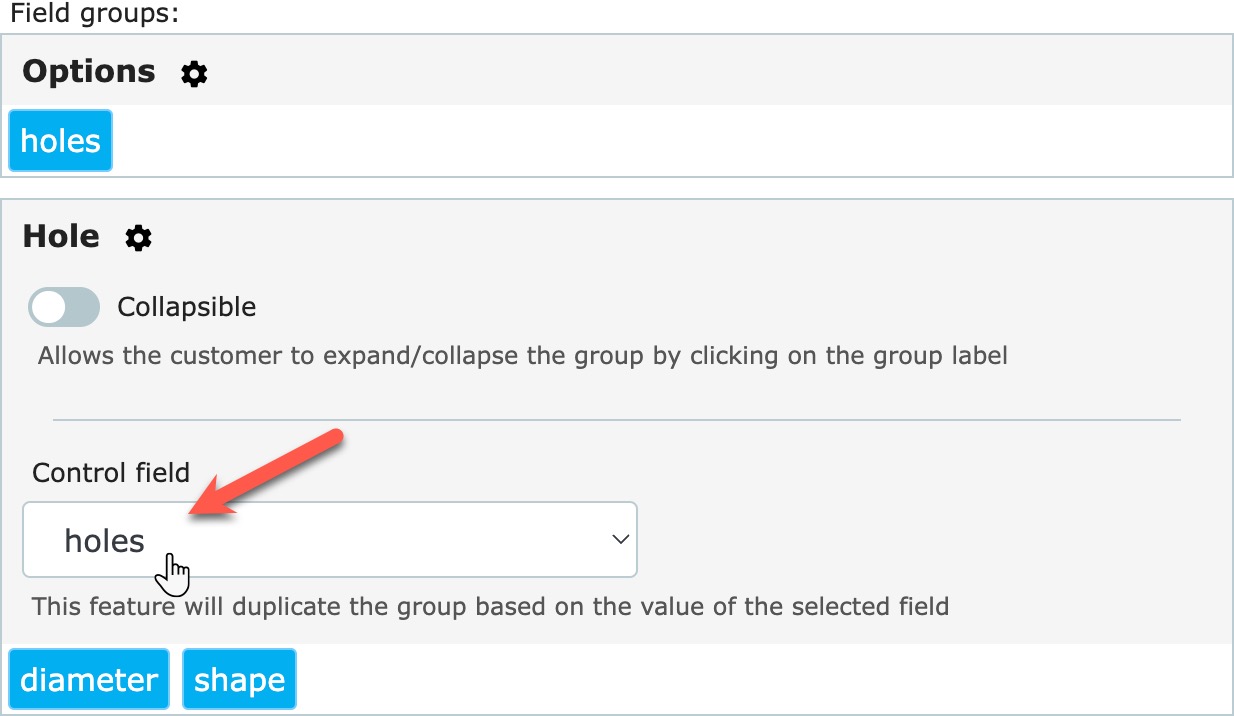 Field groups:
Options
holes
Hole
Collapsible
Allows the customer to expand/collapse the group by clicking on the group label
Control field
holes
This feature will duplicate the group based on the value of the selected field
diameter shape